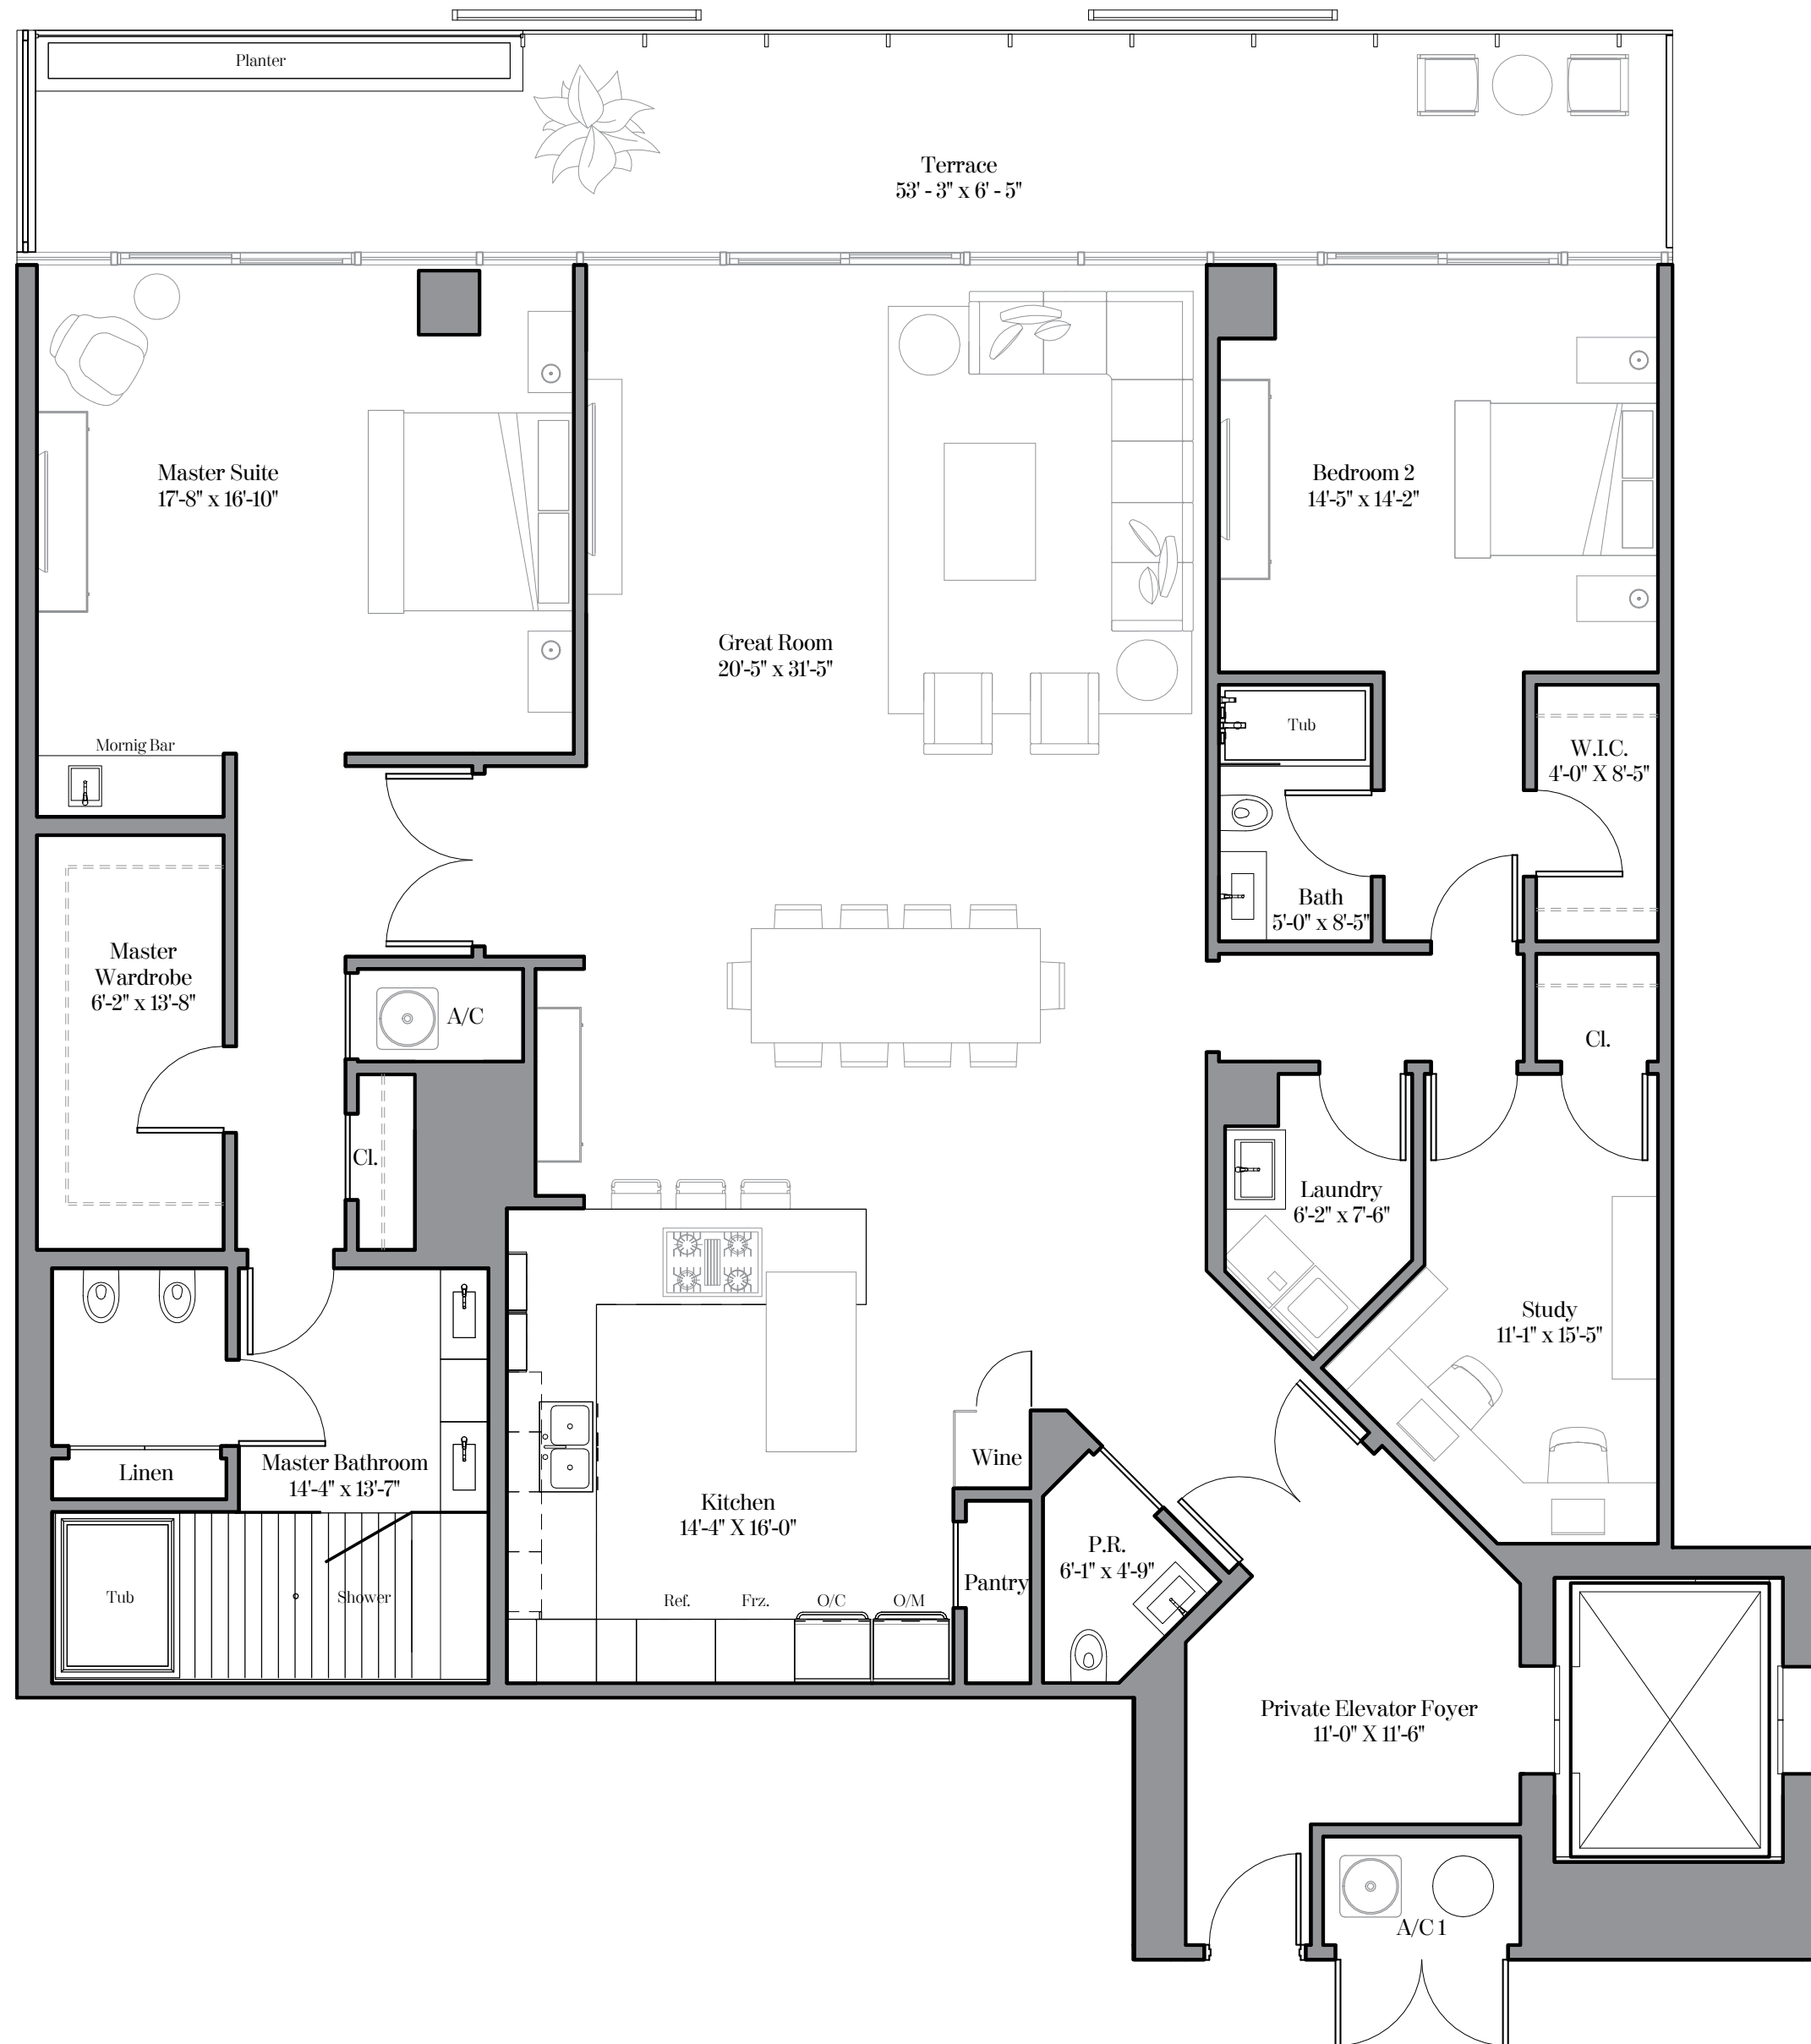 Planter
Terrace
53' - 3" x 6' - 5"
Master Suite
17'-8" x 16'-10"
Bedroom 2
14'-5" x 14'-2"
Great Room
20'-5" x 31'-5"
Mornig Bar
Tub
W.I.C.
4'-0" X 8'-5"
Bath
5'-0" x 8'-5"
Master
Wardrobe
6'-2" x 13'-8"
A/C
Cl.
Cl.
Laundry
6'-2" x 7'-6"
Study
11'-1" x 15'-5"
Linen
Master Bathroom
14'-4" x 13'-7"
Wine
Kitchen
14'-4" X 16'-0"
P.R.
6'-1" x 4'-9"
Pantry
Tub
Shower
Ref.
Frz.
O/C
O/M
Private Elevator Foyer
11'-0" X 11'-6"
A/C 1